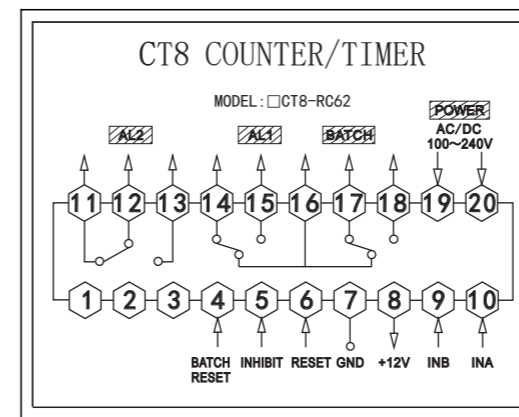 CT8 COUNTER/TIMER
MODEL:□CT8-RC62
POWER
AL2 AL1 BATCH AC/DC
100～240V
11 12 13 14 15 16 17 18 19 20
1 2 3 4 5 6 7 8 9 10
BATCH RESET INHIBIT RESET GND +12V INB INA